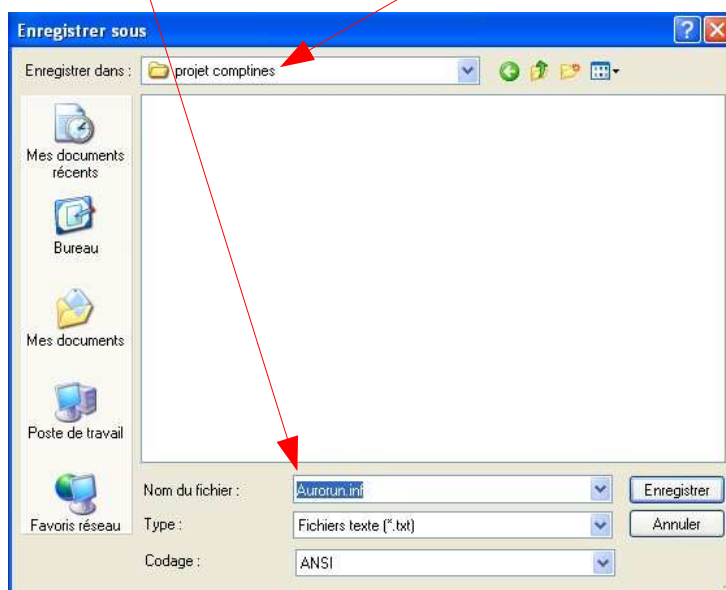 Enregistrer sous
Enregistrer dans :
projet comptines
Mes documents
récents
Bureau
Mes documents
Poste de travail
Favoris réseau
Nom du fichier :
Aurorun.inf
Enregistrer
Type :
Fichiers texte (*.txt)
Annuler
Codage :
ANSI